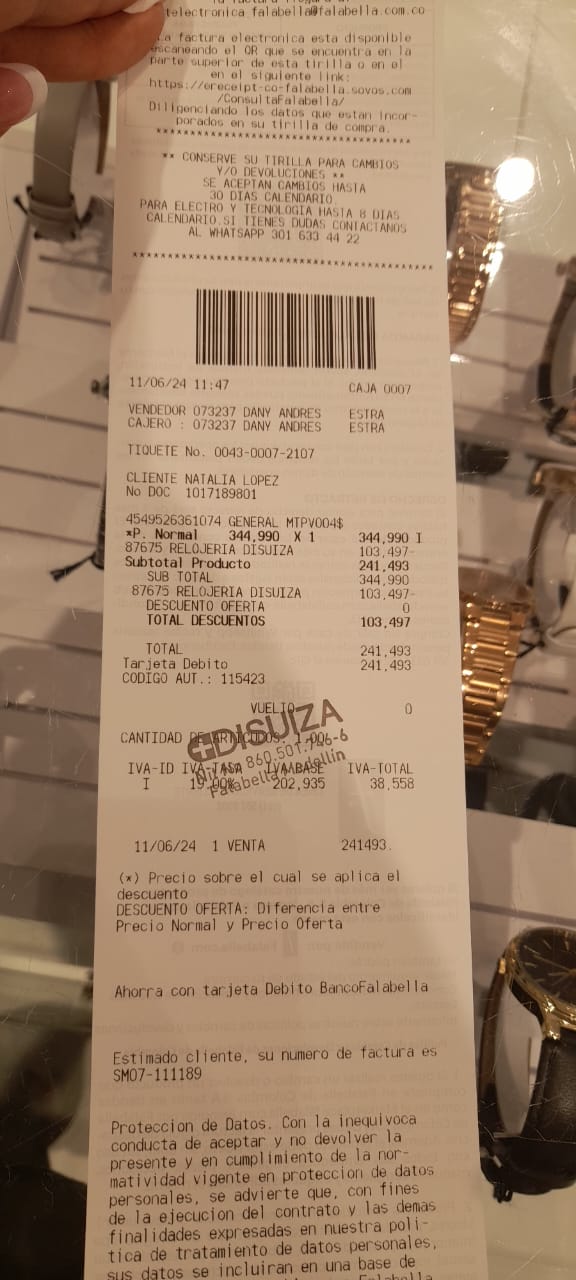 telectronica_falabella@falabella.com.co
La factura electronica esta disponible
escaneando el QR que se encuentra en la
parte superior de esta tirilla o en el
en el siguiente link:
https://ereceipt-co-falabella.sovos.com
/ConsultaFalabella/
Diligenciando los datos que estan incor-
porados en su tirilla de compra.
****************************************
** CONSERVE SU TIRILLA PARA CAMBIOS
Y/O DEVOLUCIONES **
SE ACEPTAN CAMBIOS HASTA
30 DIAS CALENDARIO.
PARA ELECTRO Y TECNOLOGIA HASTA 8 DIAS
CALENDARIO.SI TIENES DUDAS CONTACTANOS
AL WHATSAPP 301 633 44 22
****************************************
11/06/24 11:47 CAJA 0007
VENDEDOR 073237 DANY ANDRES ESTRA
CAJERO : 073237 DANY ANDRES ESTRA
TIQUETE No. 0043-0007-2107
CLIENTE NATALIA LOPEZ
No DOC 1017189801
4549526361074 GENERAL MTPV004$
*P. Normal 344,990 X 1 344,990 I
87675 RELOJERIA DISUIZA 103,497-
Subtotal Producto 241,493
SUB TOTAL 344,990
87675 RELOJERIA DISUIZA 103,497-
DESCUENTO OFERTA 0
TOTAL DESCUENTOS 103,497
TOTAL 241,493
Tarjeta Debito 241,493
CODIGO AUT.: 115423
VUELTO 0
DISUIZA
CANTIDAD DE ARTICULOS: 1.00
Nit 860.501.746-6
Falabella Medellin
IVA-ID IVA-TASA IVA-BASE IVA-TOTAL
I 19.00% 202,935 38,558
11/06/24 1 VENTA 241493.
(*) Precio sobre el cual se aplica el
descuento
DESCUENTO OFERTA: Diferencia entre
Precio Normal y Precio Oferta
Ahorra con tarjeta Debito BancoFalabella
Estimado cliente, su numero de factura es
SM07-111189
Proteccion de Datos. Con la inequivoca
conducta de aceptar y no devolver la
presente y en cumplimiento de la nor-
matividad vigente en proteccion de datos
personales, se advierte que, con fines
de la ejecucion del contrato y las demas
finalidades expresadas en nuestra poli-
tica de tratamiento de datos personales,
sus datos se incluiran en una base de